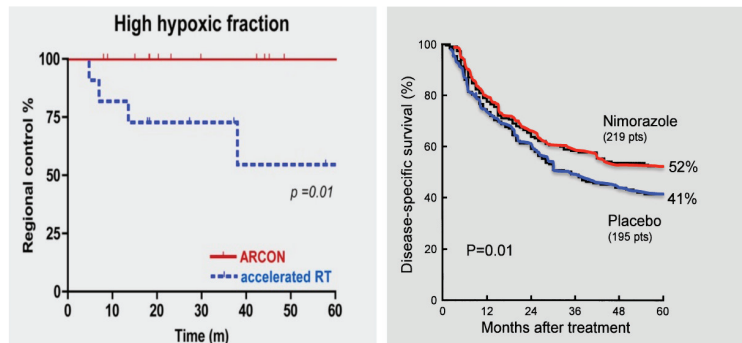 High hypoxic fraction
Regional control %
100
75
50
25
0
p =0.01
ARCON
accelerated RT
0 10 20 30 40 50 60
Time (m)
Disease-specific survival (%)
100
80
60
40
20
0
Nimorazole
(219 pts)
52%
41%
Placebo
(195 pts)
P=0.01
0 12 24 36 48 60
Months after treatment